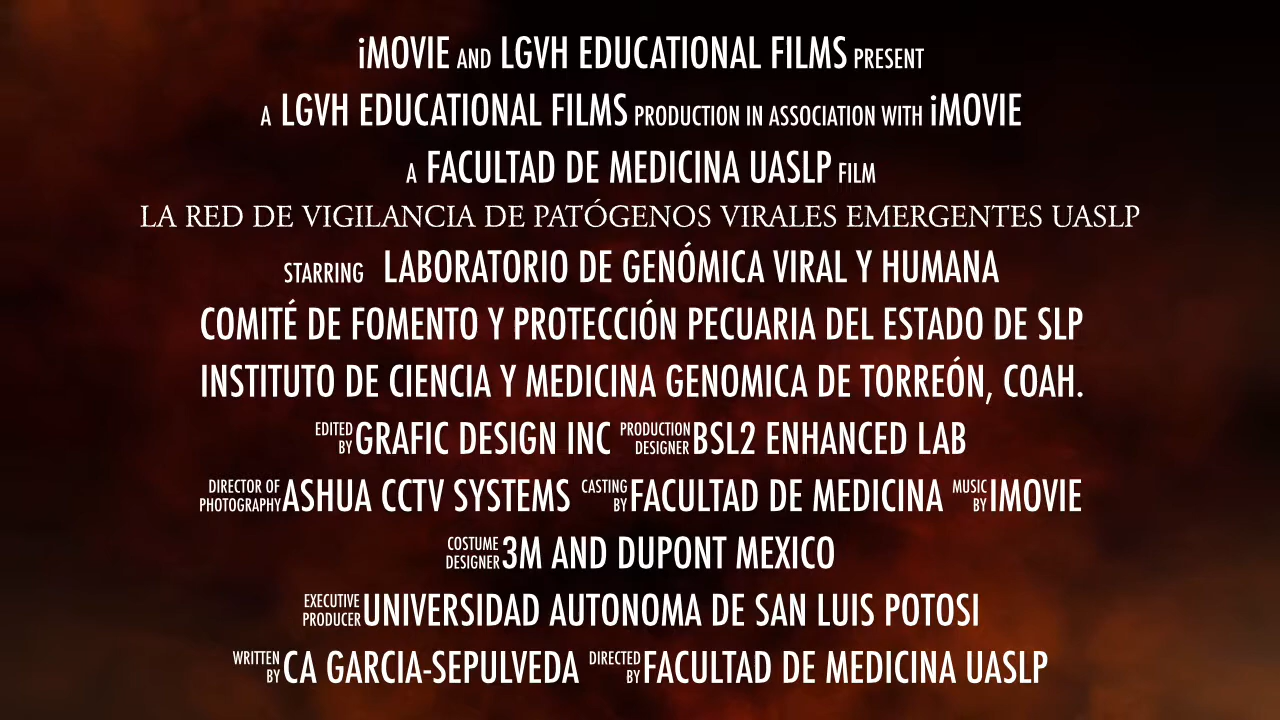 iMOVIE AND LGVH EDUCATIONAL FILMS PRESENT
A LGVH EDUCATIONAL FILMS PRODUCTION IN ASSOCIATION WITH iMOVIE
A FACULTAD DE MEDICINA UASLP FILM
LA RED DE VIGILANCIA DE PATÓGENOS VIRALES EMERGENTES UASLP
STARRING LABORATORIO DE GENÓMICA VIRAL Y HUMANA
COMITÉ DE FOMENTO Y PROTECCIÓN PECUARIA DEL ESTADO DE SLP
INSTITUTO DE CIENCIA Y MEDICINA GENOMICA DE TORREÓN, COAH.
EDITED BY GRAFIC DESIGN INC PRODUCTION DESIGNER BSL2 ENHANCED LAB
DIRECTOR OF PHOTOGRAPHY ASHUA CCTV SYSTEMS CASTING BY FACULTAD DE MEDICINA MUSIC BY IMOVIE
COSTUME DESIGNER 3M AND DUPONT MEXICO
EXECUTIVE PRODUCER UNIVERSIDAD AUTONOMA DE SAN LUIS POTOSI
WRITTEN BY CA GARCIA-SEPULVEDA DIRECTED BY FACULTAD DE MEDICINA UASLP